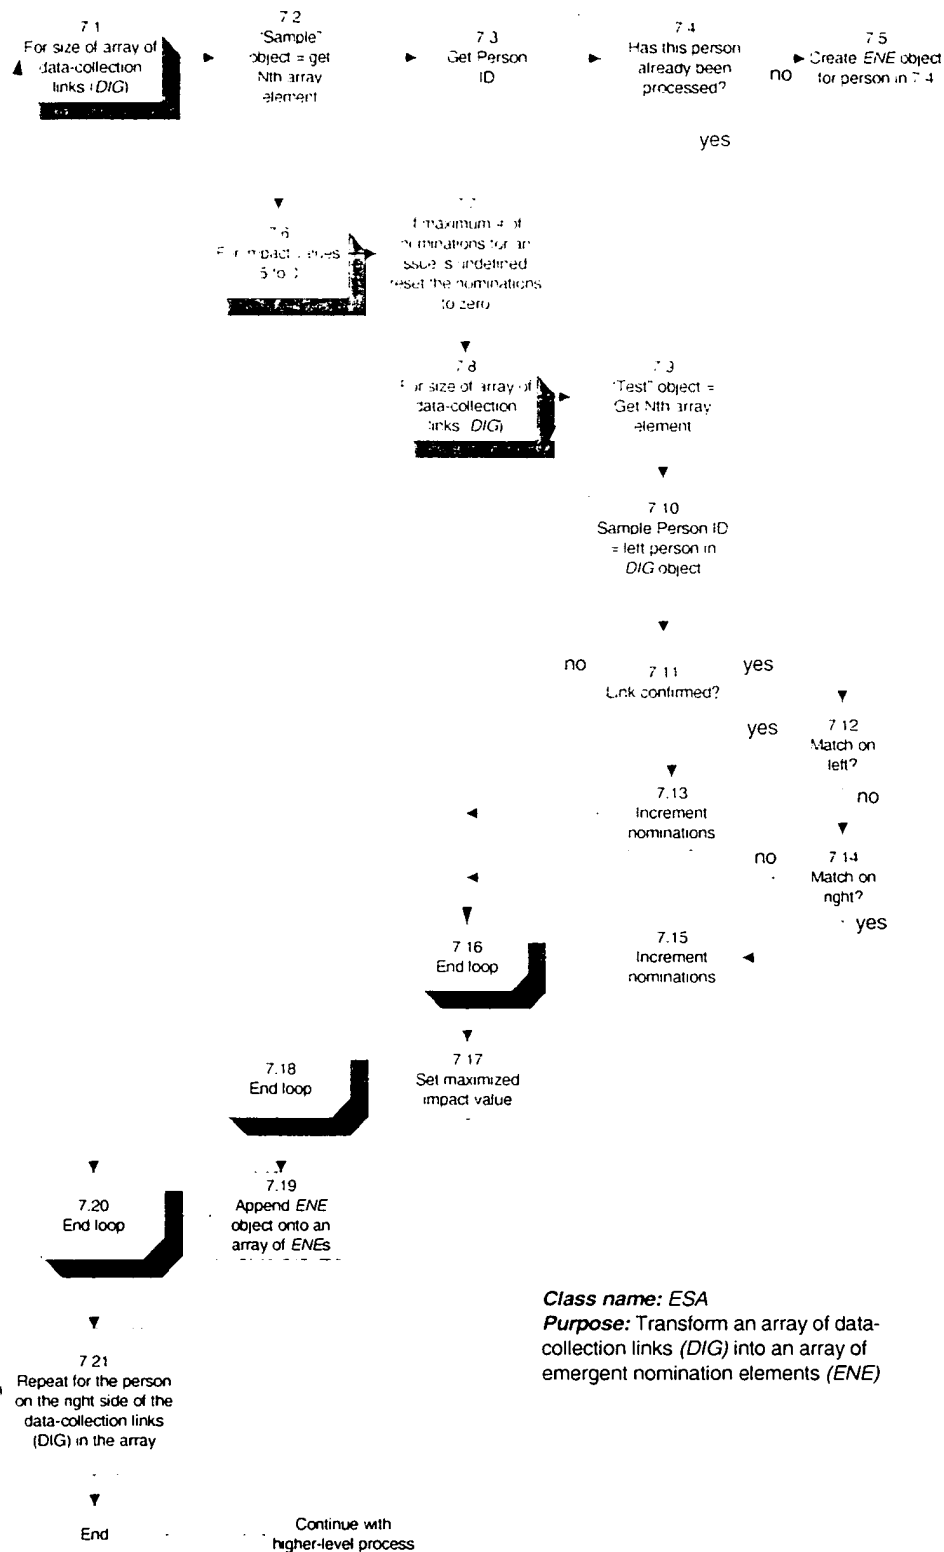 7.1
For size of array of
data-collection
links (DIG)
7.2
"Sample"
object = get
Nth array
element
7.3
Get Person
ID
7.4
Has this person
already been
processed?
no
7.5
Create ENE object
for person in 7.4
yes
7.6
For impact
5 to
maximum # of
nominations for an
issue is undefined
reset the nominations
to zero
7.8
For size of array of
data-collection
links (DIG)
7.9
"Test" object =
Get Nth array
element
7.10
Sample Person ID
= left person in
DIG object
no
7.11
Link confirmed?
yes
yes
7.12
Match on
left?
no
7.13
Increment
nominations
no
7.14
Match on
right?
yes
7.15
Increment
nominations
7.16
End loop
7.17
Set maximized
impact value
7.18
End loop
7.19
Append ENE
object onto an
array of ENEs
7.20
End loop
Class name: ESA
Purpose: Transform an array of data-
collection links (DIG) into an array of
emergent nomination elements (ENE)
7.21
Repeat for the person
on the right side of the
data-collection links
(DIG) in the array
End
Continue with
higher-level process